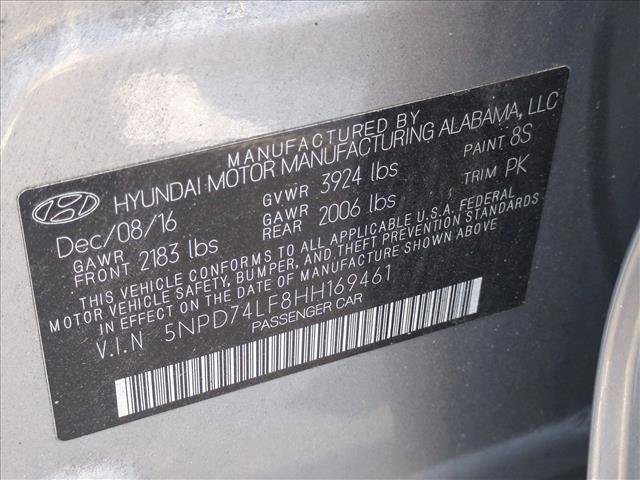 MANUFACTURED BY
HYUNDAI MOTOR MANUFACTURING ALABAMA, LLC
Dec/08/16 GVWR 3924 lbs PAINT 8S
GAWR FRONT 2183 lbs GAWR REAR 2006 lbs TRIM PK
THIS VEHICLE CONFORMS TO ALL APPLICABLE U.S.A. FEDERAL
MOTOR VEHICLE SAFETY, BUMPER, AND THEFT PREVENTION STANDARDS
IN EFFECT ON THE DATE OF MANUFACTURE SHOWN ABOVE
V.I.N 5NPD74LF8HH169461
PASSENGER CAR